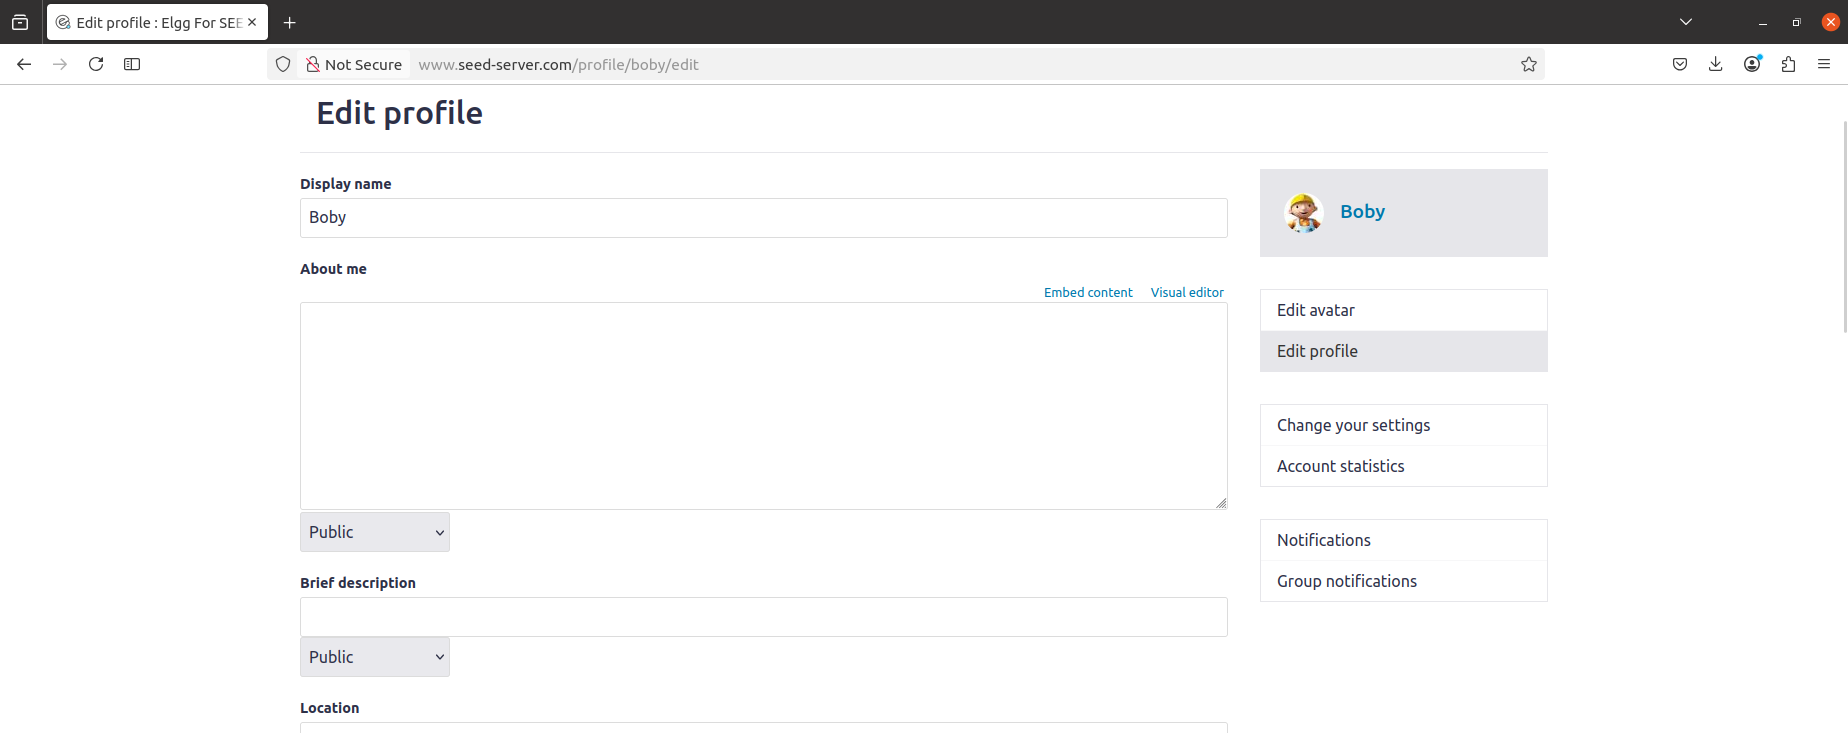 Edit profile : Elgg For SEE
Not Secure www.seed-server.com/profile/boby/edit
Edit profile
Display name
Boby
About me
Embed content Visual editor
Public
Brief description
Public
Location
Boby
Edit avatar
Edit profile
Change your settings
Account statistics
Notifications
Group notifications